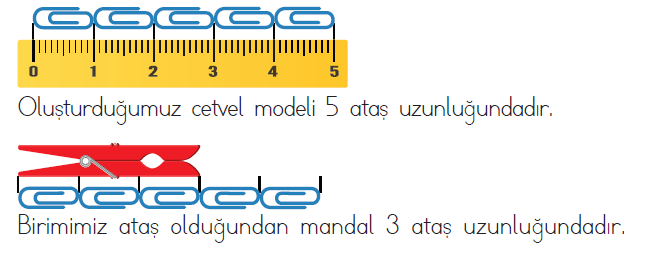 0 1 2 3 4 5
Oluşturduğumuz cetvel modeli 5 ataş uzunluğundadır.
Birimimiz ataş olduğundan mandal 3 ataş uzunluğundadır.